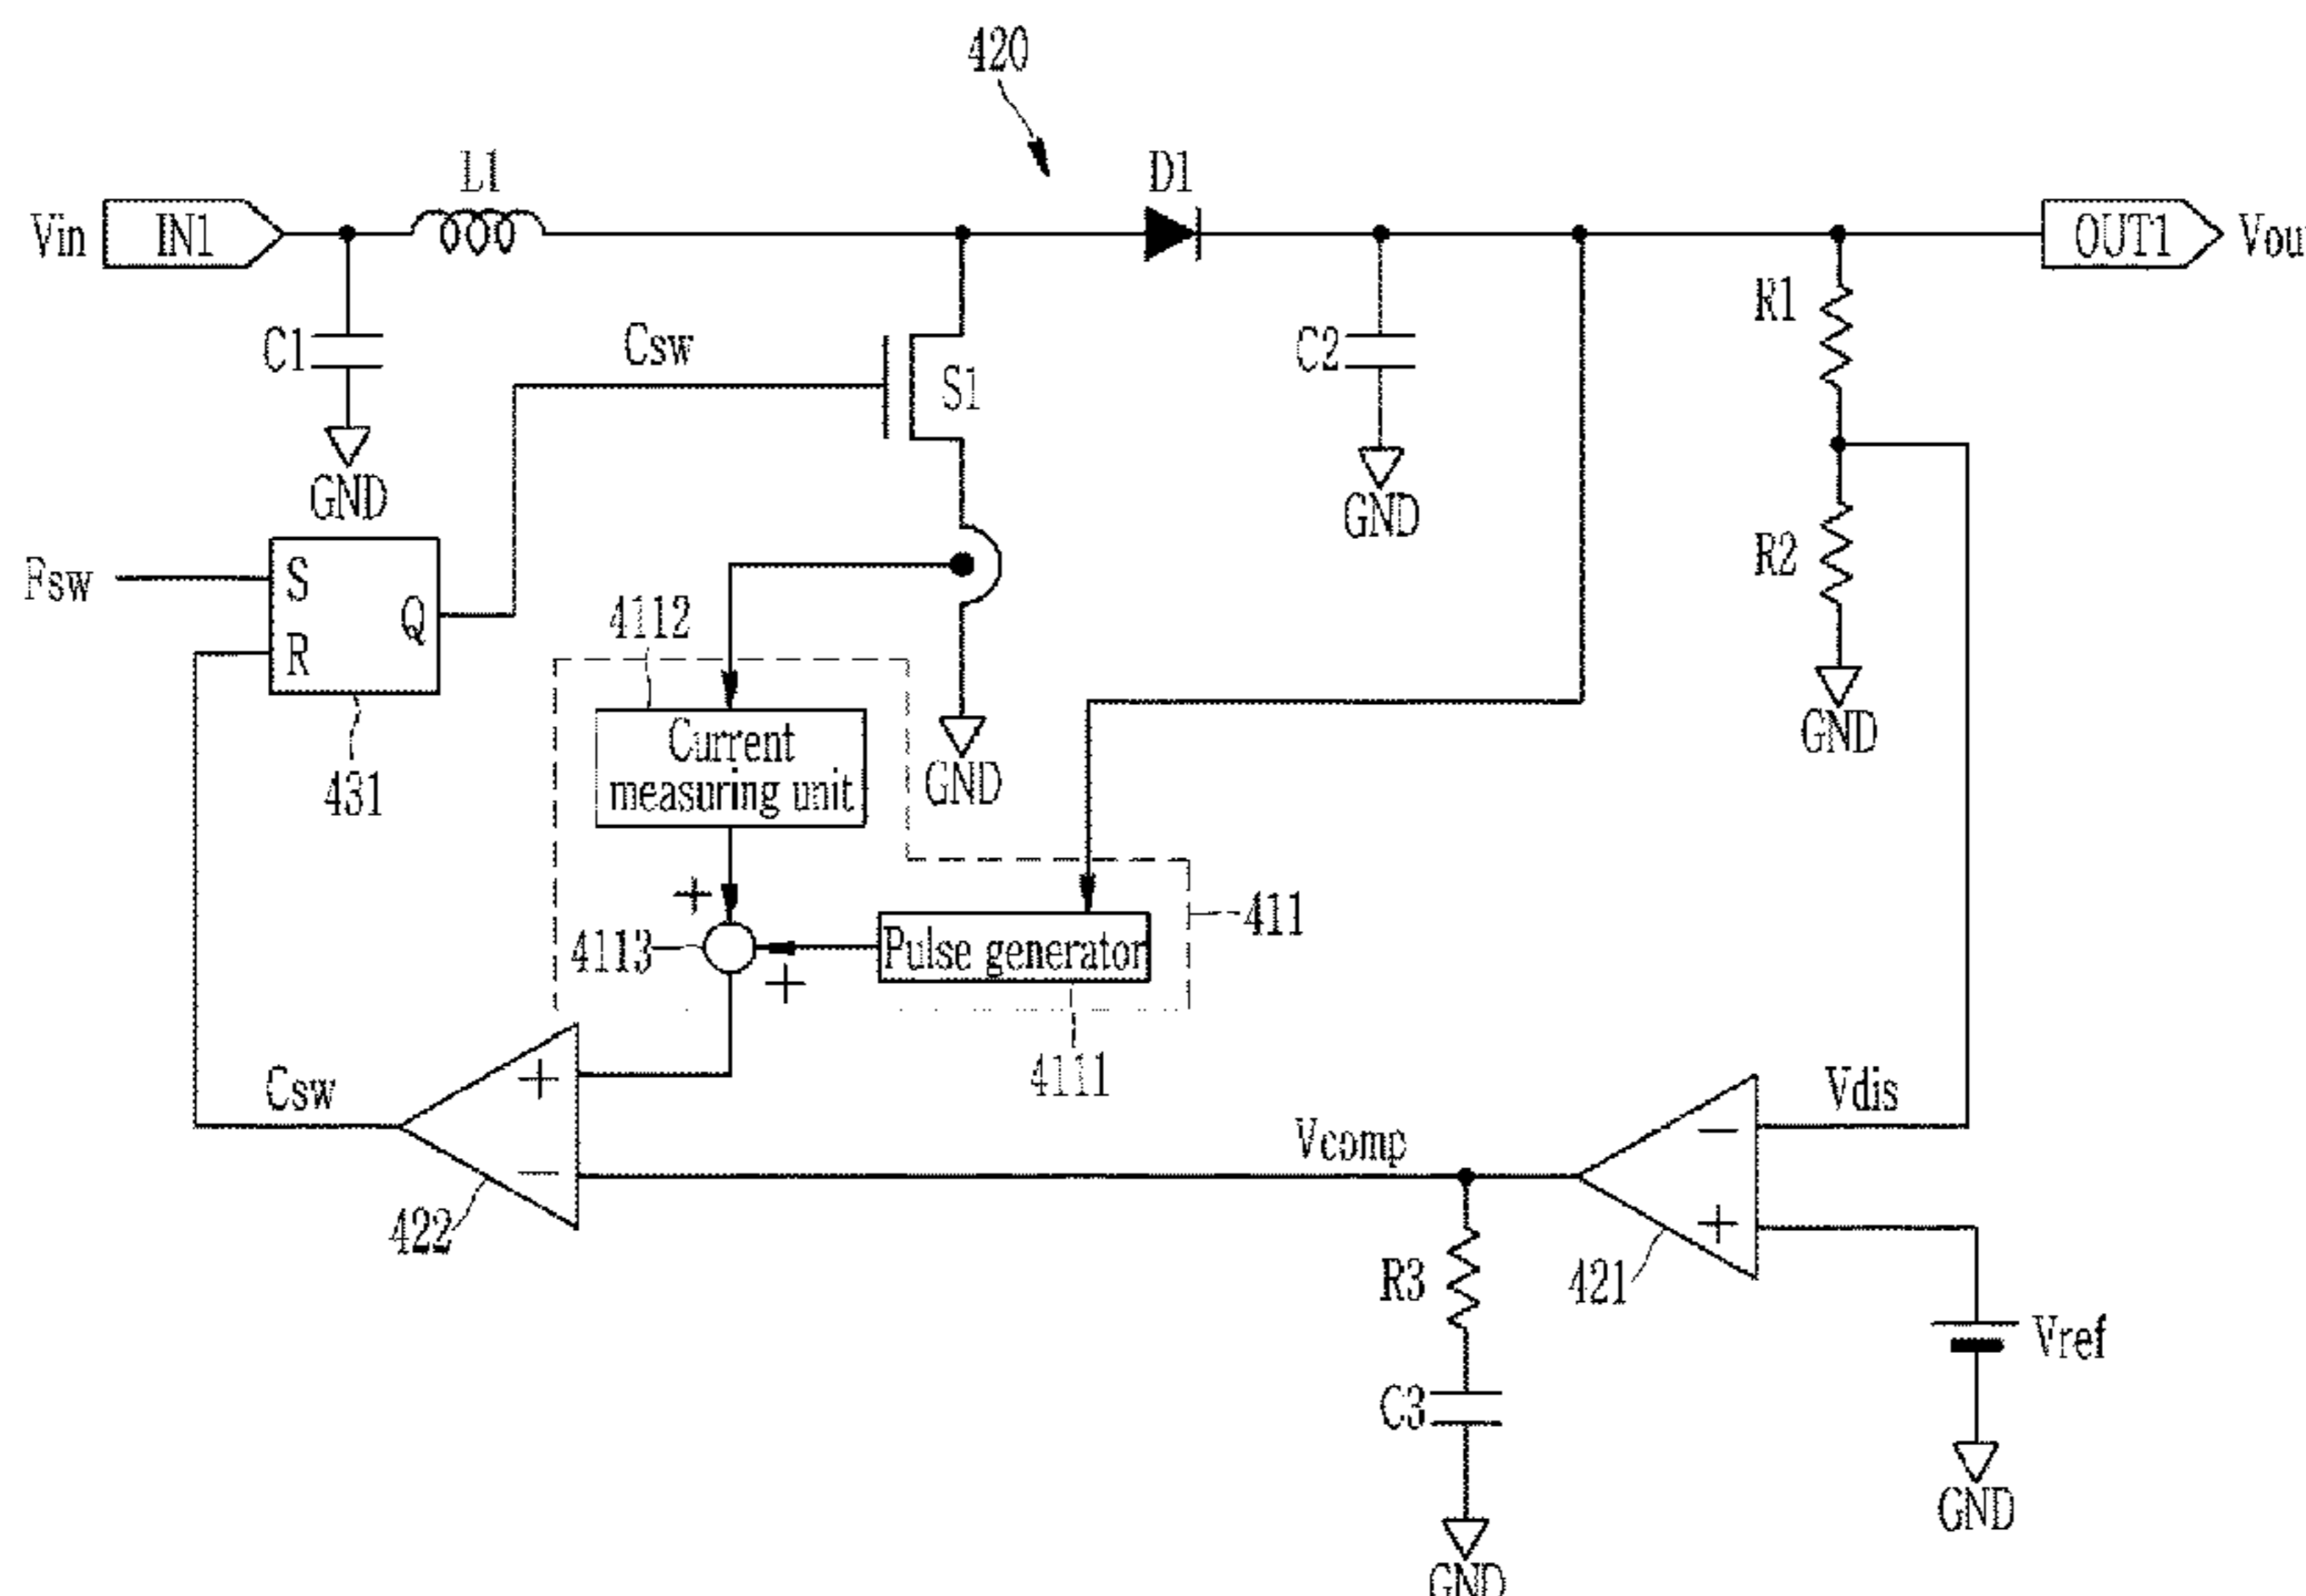 420
L1
D1
Vin
IN1
OUT1
Vou
R1
C1
Csw
S1
C2
GND
GND
R2
Fsw
S
R
Q
4112
GND
431
Current
measuring unit
GND
+
4113
Pulse generator
411
+
4111
Csw
+
−
Vcomp
Vdis
−
+
422
R3
421
Vref
C3
GND
GND